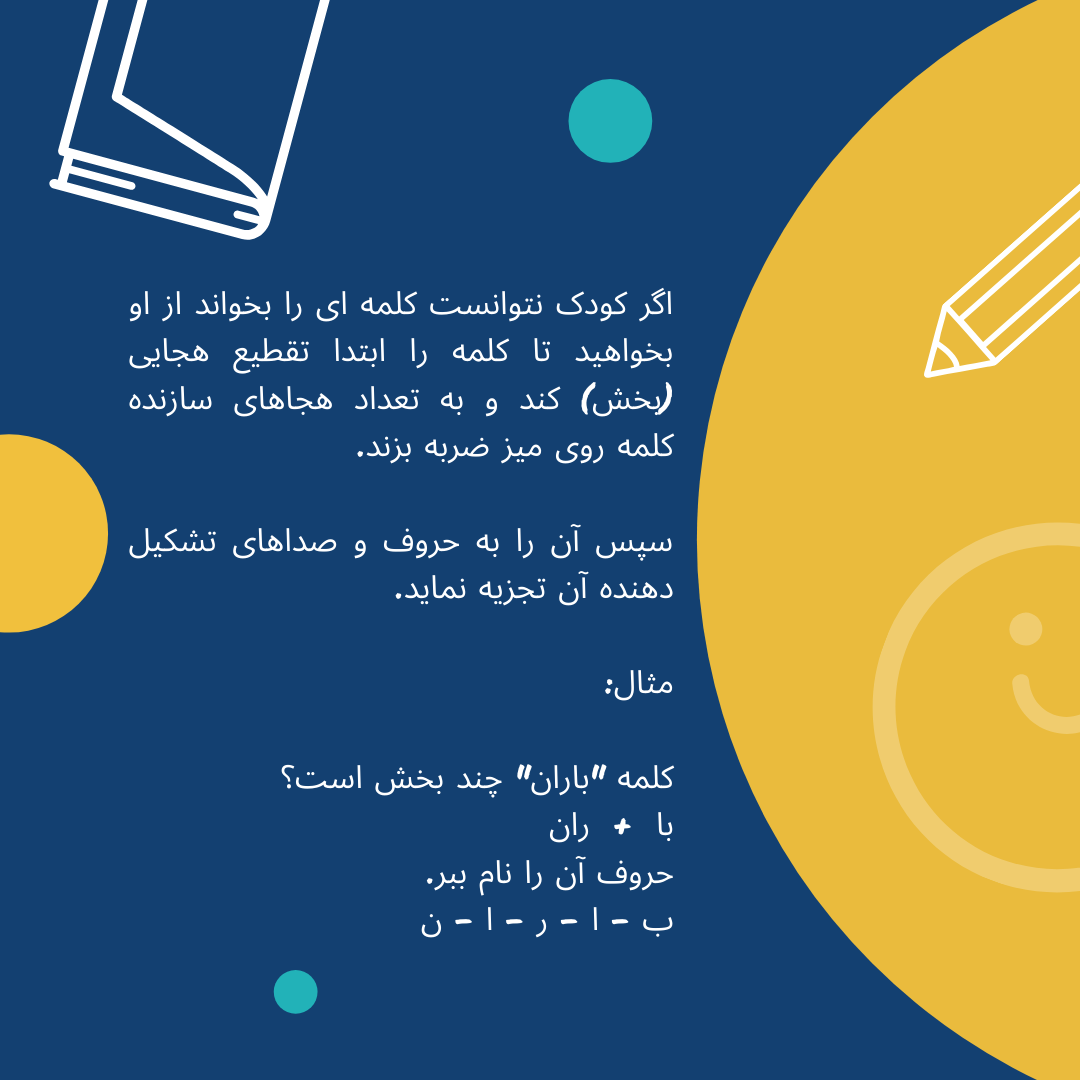 اگر کودک نتوانست کلمه ای را بخواند از او
بخواهید تا کلمه را ابتدا تقطیع هجایی
(بخش) کند و به تعداد هجاهای سازنده
کلمه روی میز ضربه بزند.
سپس آن را به حروف و صداهای تشکیل
دهنده آن تجزیه نماید.
مثال:
کلمه "باران" چند بخش است؟
با + ران
حروف آن را نام ببر.
ب - ا - ر - ا - ن